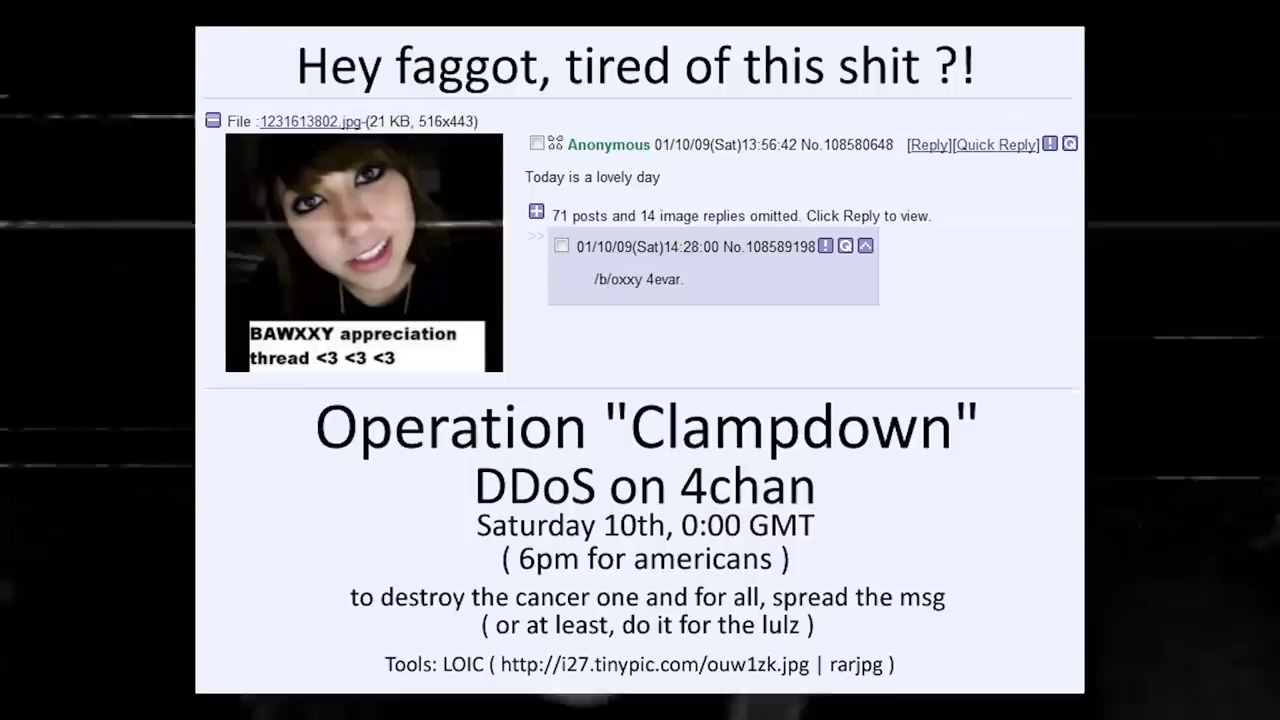 Hey faggot, tired of this shit ?!
File :1231613802.jpg-(21 KB, 516x443)
Anonymous 01/10/09(Sat)13:56:42 No.108580648 [Reply][Quick Reply] ! Q
Today is a lovely day
71 posts and 14 image replies omitted. Click Reply to view.
>> 01/10/09(Sat)14:28:00 No.108589198 ! Q
/b/oxxy 4evar.
BAWXXY appreciation
thread <3 <3 <3
Operation "Clampdown"
DDoS on 4chan
Saturday 10th, 0:00 GMT
( 6pm for americans )
to destroy the cancer one and for all, spread the msg
( or at least, do it for the lulz )
Tools: LOIC ( http://i27.tinypic.com/ouw1zk.jpg | rarjpg )